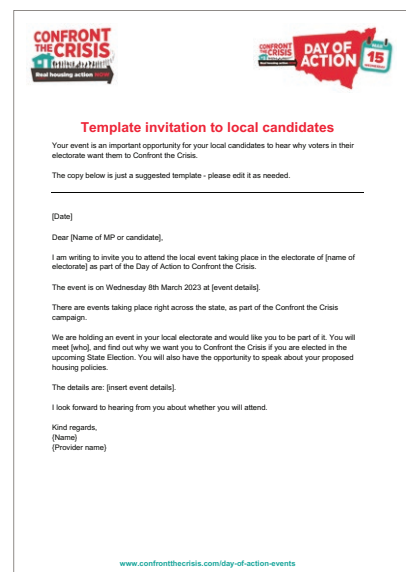 CONFRONT
THE CRISIS
Real housing action NOW
CONFRONT
THE CRISIS
DAY OF
ACTION
15
Template invitation to local candidates
Your event is an important opportunity for your local candidates to hear why voters in their
electorate want them to Confront the Crisis.
The copy below is just a suggested template - please edit it as needed.
[Date]
Dear [Name of MP or candidate],
I am writing to invite you to attend the local event taking place in the electorate of [name of
electorate] as part of the Day of Action to Confront the Crisis.
The event is on Wednesday 8th March 2023 at [event details].
There are events taking place right across the state, as part of the Confront the Crisis
campaign.
We are holding an event in your local electorate and would like you to be part of it. You will
meet [who], and find out why we want you to Confront the Crisis if you are elected in the
upcoming State Election. You will also have the opportunity to speak about your proposed
housing policies.
The details are: [insert event details].
I look forward to hearing from you about whether you will attend.
Kind regards,
{Name}
{Provider name}
www.confrontthecrisis.com/day-of-action-events